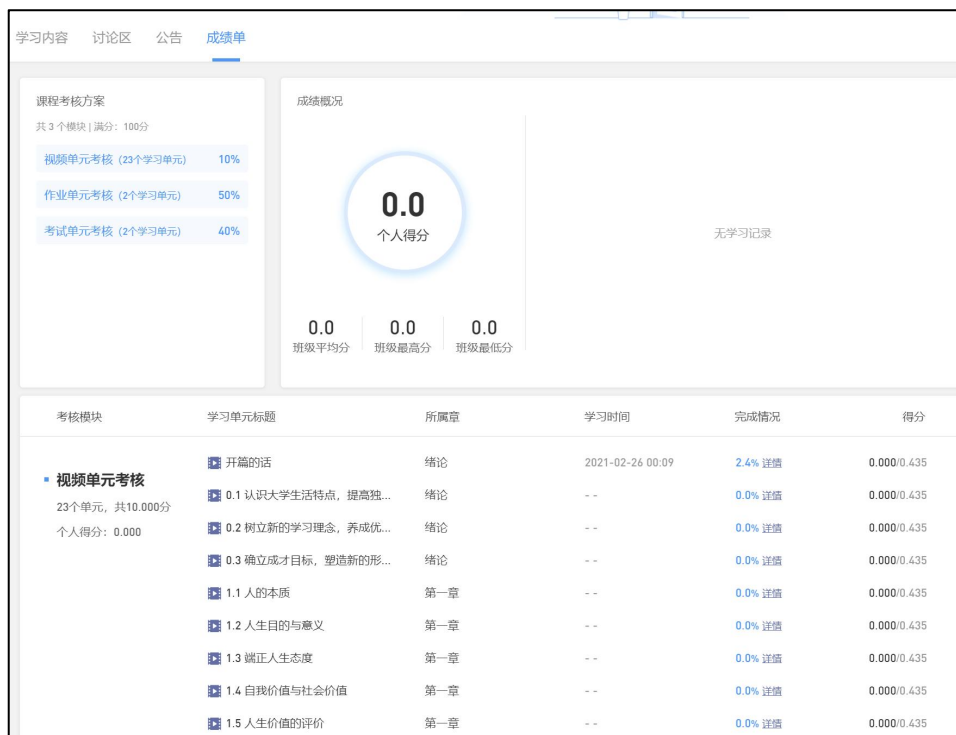 学习内容 讨论区 公告 成绩单
课程考核方案
共 3 个模块 | 满分：100分
视频单元考核 (23个学习单元) 10%
作业单元考核 (2个学习单元) 50%
考试单元考核 (2个学习单元) 40%
成绩概况
0.0
个人得分
0.0 0.0 0.0
班级平均分 班级最高分 班级最低分
无学习记录
考核模块 学习单元标题 所属章 学习时间 完成情况 得分
视频单元考核
23个单元，共10.000分
个人得分：0.000
开篇的话 绪论 2021-02-26 00:09 2.4% 详情 0.000/0.435
0.1 认识大学生活特点，提高独... 绪论 - - 0.0% 详情 0.000/0.435
0.2 树立新的学习理念，养成优... 绪论 - - 0.0% 详情 0.000/0.435
0.3 确立成才目标，塑造新的形... 绪论 - - 0.0% 详情 0.000/0.435
1.1 人的本质 第一章 - - 0.0% 详情 0.000/0.435
1.2 人生目的与意义 第一章 - - 0.0% 详情 0.000/0.435
1.3 端正人生态度 第一章 - - 0.0% 详情 0.000/0.435
1.4 自我价值与社会价值 第一章 - - 0.0% 详情 0.000/0.435
1.5 人生价值的评价 第一章 - - 0.0% 详情 0.000/0.435